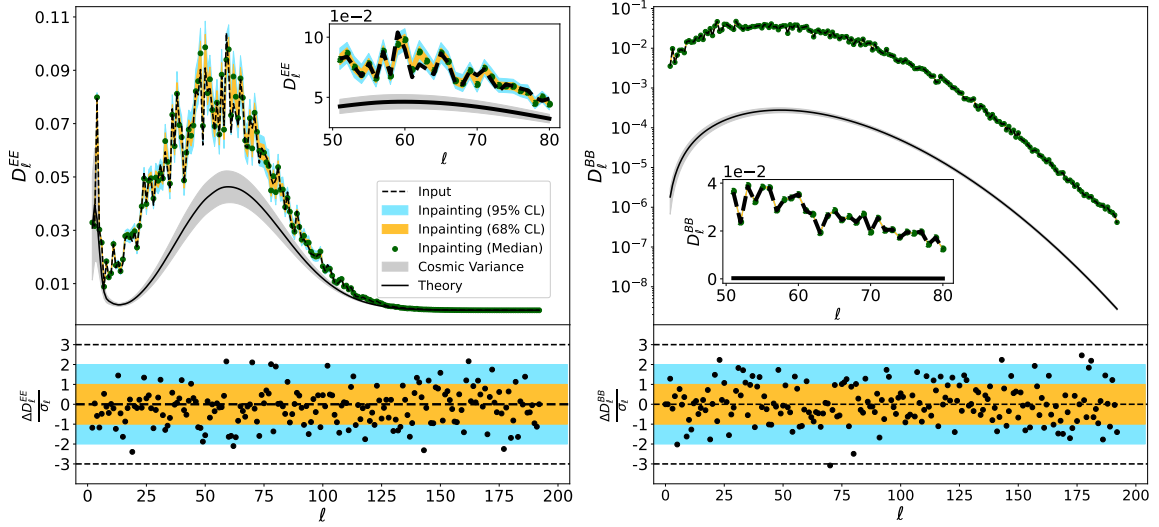 0.11
0.09
0.07
0.05
0.03
0.01
D_ℓ^{EE}
1e−2
10
5
D_ℓ^{EE}
50 60 70 80
ℓ
Input
Inpainting (95% CL)
Inpainting (68% CL)
Inpainting (Median)
Cosmic Variance
Theory
3
2
1
0
-1
-2
-3
ΔD_ℓ^{EE}
σ_ℓ
0 25 50 75 100 125 150 175 200
ℓ
10^{−1}
10^{−2}
10^{−3}
10^{−4}
10^{−5}
10^{−6}
10^{−7}
10^{−8}
D_ℓ^{BB}
1e−2
4
2
0
D_ℓ^{BB}
50 60 70 80
ℓ
3
2
1
0
-1
-2
-3
ΔD_ℓ^{BB}
σ_ℓ
0 25 50 75 100 125 150 175 200
ℓ